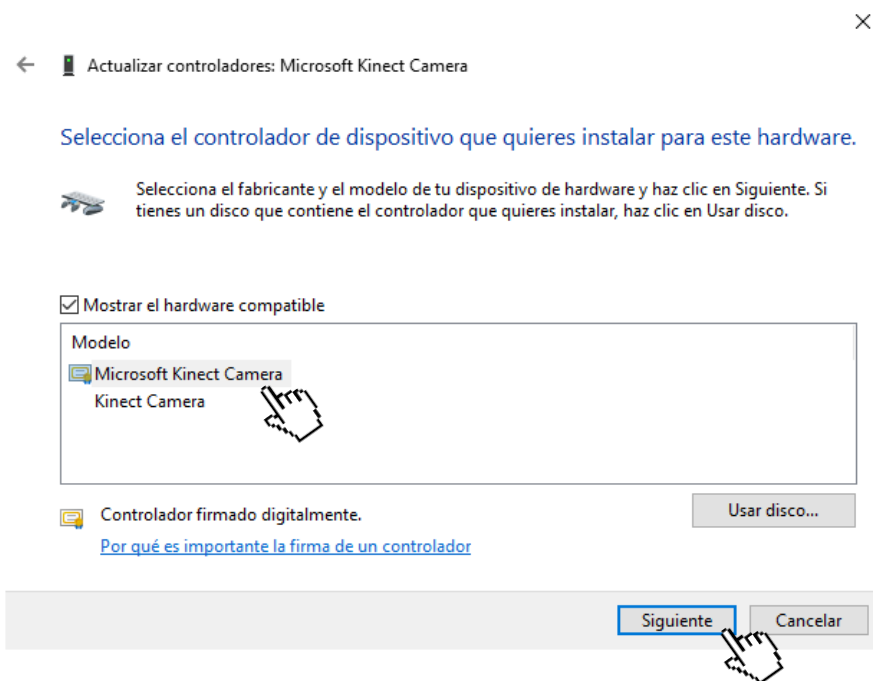 Actualizar controladores: Microsoft Kinect Camera
Selecciona el controlador de dispositivo que quieres instalar para este hardware.
Selecciona el fabricante y el modelo de tu dispositivo de hardware y haz clic en Siguiente. Si
tienes un disco que contiene el controlador que quieres instalar, haz clic en Usar disco.
Mostrar el hardware compatible
Modelo
Microsoft Kinect Camera
Kinect Camera
Controlador firmado digitalmente.
Usar disco...
Por qué es importante la firma de un controlador
Siguiente
Cancelar